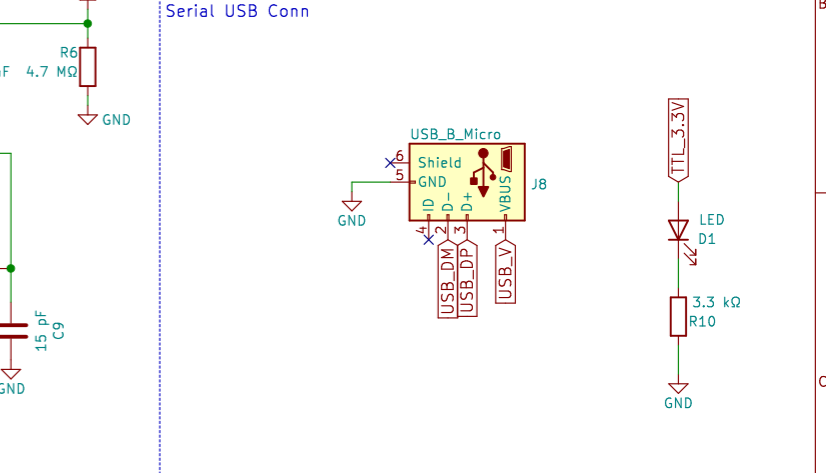 Serial USB Conn
B
R6
F 4.7 MΩ
GND
USB_B_Micro
6 Shield
5 GND
ID
D-
D+
VBUS
J8
4
2
3
1
GND
USB_DM
USB_DP
USB_V
TTL_3.3V
LED
D1
3.3 kΩ
R10
GND
15 pF
C9
GND
C